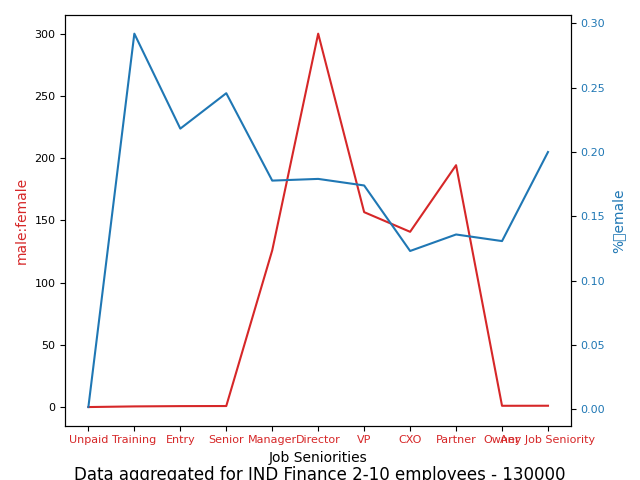 300
250
200
150
100
50
0
male:female
0.30
0.25
0.20
0.15
0.10
0.05
0.00
%▯emale
Unpaid Training Entry Senior Manager Director VP CXO Partner Owner Any Job Seniority
Job Seniorities
Data aggregated for IND Finance 2-10 employees - 130000